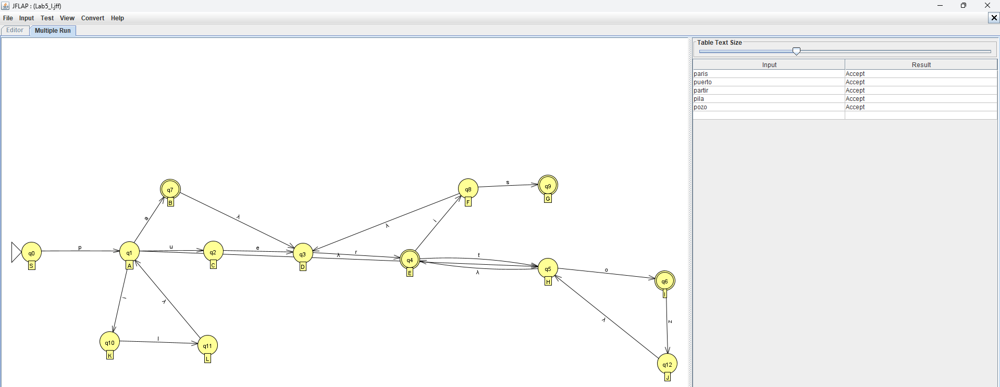 JFLAP : (Lab5_I.jff)
File Input Test View Convert Help
Editor Multiple Run
Table Text Size
Input Result
paris Accept
puerto Accept
partir Accept
pila Accept
pozo Accept
q7
B
a
λ
q8
F
s
q9
G
λ
i
q0
S
p
q1
A
u
q2
C
e
q3
D
λ
r
q4
E
t
λ
q5
H
o
q6
I
i
λ
q10
K
l
q11
L
λ
z
q12
J